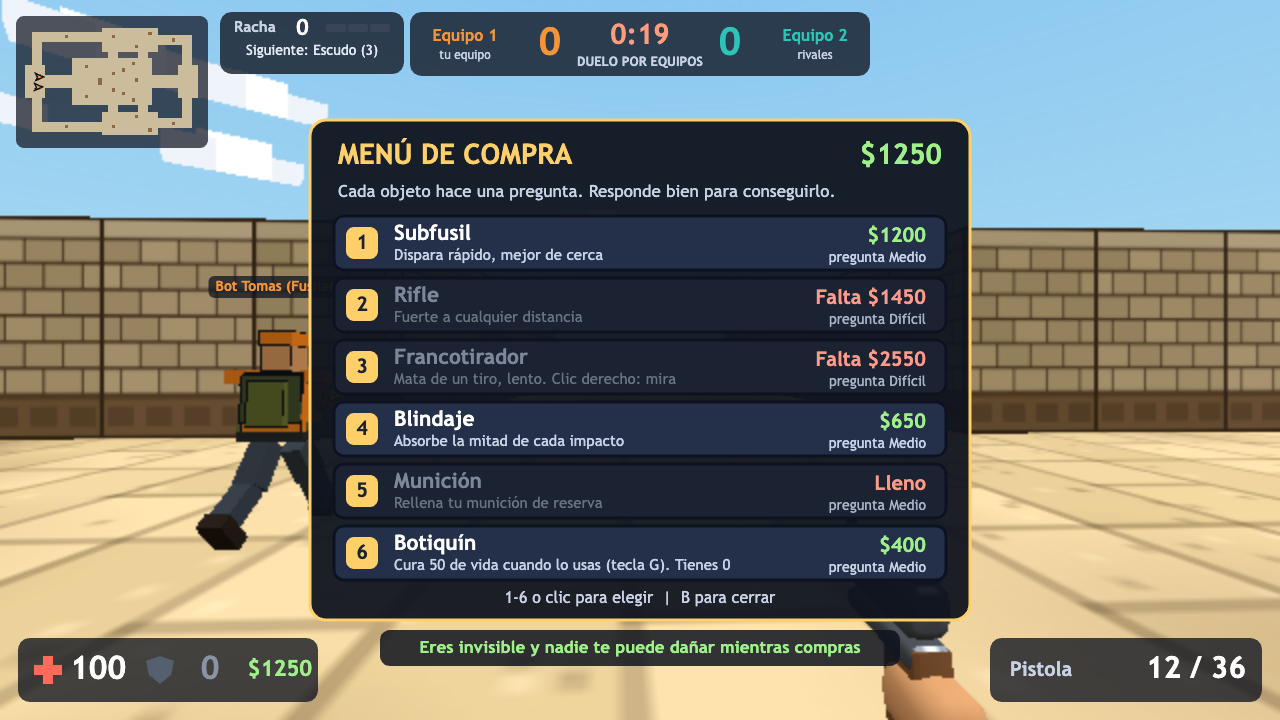 Racha 0
Siguiente: Escudo (3)
Equipo 1
tu equipo
0
0:19
DUELO POR EQUIPOS
0
Equipo 2
rivales
MENÚ DE COMPRA
$1250
Cada objeto hace una pregunta. Responde bien para conseguirlo.
1
Subfusil
Dispara rápido, mejor de cerca
$1200
pregunta Medio
Bot Tomas
2
Rifle
Fuerte a cualquier distancia
Falta $1450
pregunta Difícil
3
Francotirador
Mata de un tiro, lento. Clic derecho: mira
Falta $2550
pregunta Difícil
4
Blindaje
Absorbe la mitad de cada impacto
$650
pregunta Medio
5
Munición
Rellena tu munición de reserva
Lleno
pregunta Medio
6
Botiquín
Cura 50 de vida cuando lo usas (tecla G). Tienes 0
$400
pregunta Medio
1-6 o clic para elegir | B para cerrar
Eres invisible y nadie te puede dañar mientras compras
100
0
$1250
Pistola
12 / 36